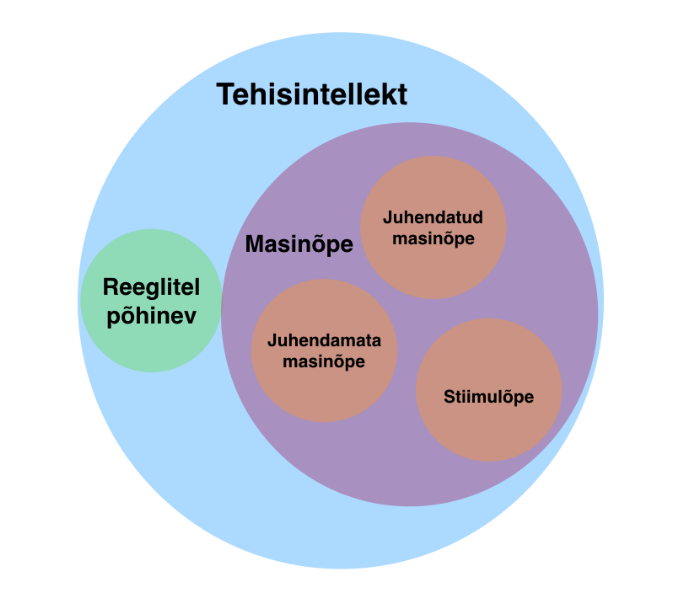 Tehisintellekt
Juhendatud
masinõpe
Masinõpe
Reeglitel
põhinev
Juhendamata
masinõpe
Stiimulõpe